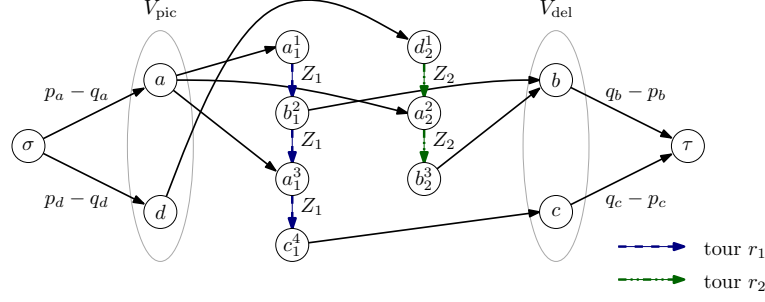 V_pic V_del
a_1^1 d_2^1
Z_1 Z_2
p_a − q_a a b_1^2 a_2^2 b q_b − p_b
σ Z_1 Z_2 τ
p_d − q_d d a_1^3 b_2^3 c q_c − p_c
Z_1
c_1^4
tour r_1
tour r_2